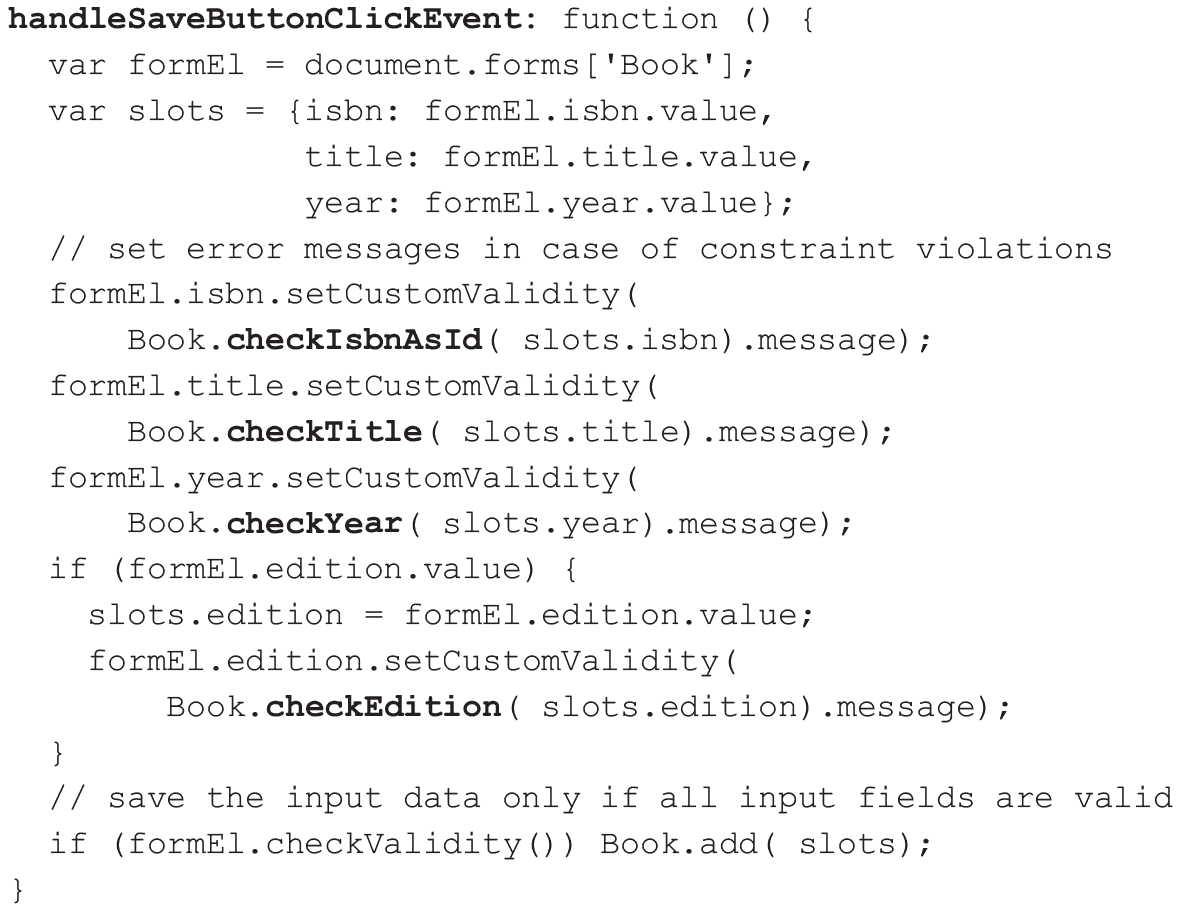 handleSaveButtonClickEvent: function () {
  var formEl = document.forms['Book'];
  var slots = {isbn: formEl.isbn.value,
               title: formEl.title.value,
               year: formEl.year.value};
  // set error messages in case of constraint violations
  formEl.isbn.setCustomValidity(
      Book.checkIsbnAsId( slots.isbn).message);
  formEl.title.setCustomValidity(
      Book.checkTitle( slots.title).message);
  formEl.year.setCustomValidity(
      Book.checkYear( slots.year).message);
  if (formEl.edition.value) {
    slots.edition = formEl.edition.value;
    formEl.edition.setCustomValidity(
        Book.checkEdition( slots.edition).message);
  }
  // save the input data only if all input fields are valid
  if (formEl.checkValidity()) Book.add( slots);
}